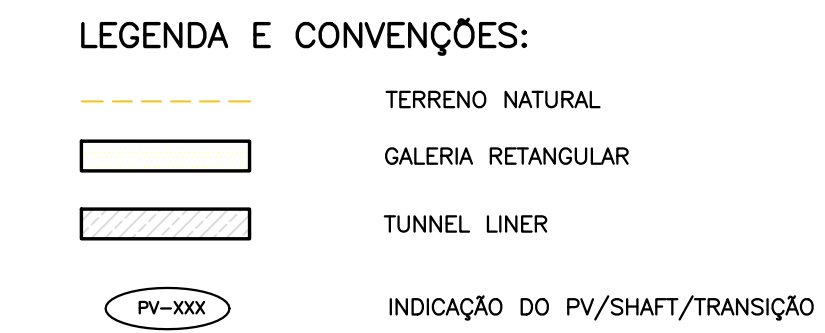 LEGENDA E CONVENÇÕES:
TERRENO NATURAL
GALERIA RETANGULAR
TUNNEL LINER
PV-XXX INDICAÇÃO DO PV/SHAFT/TRANSIÇÃO